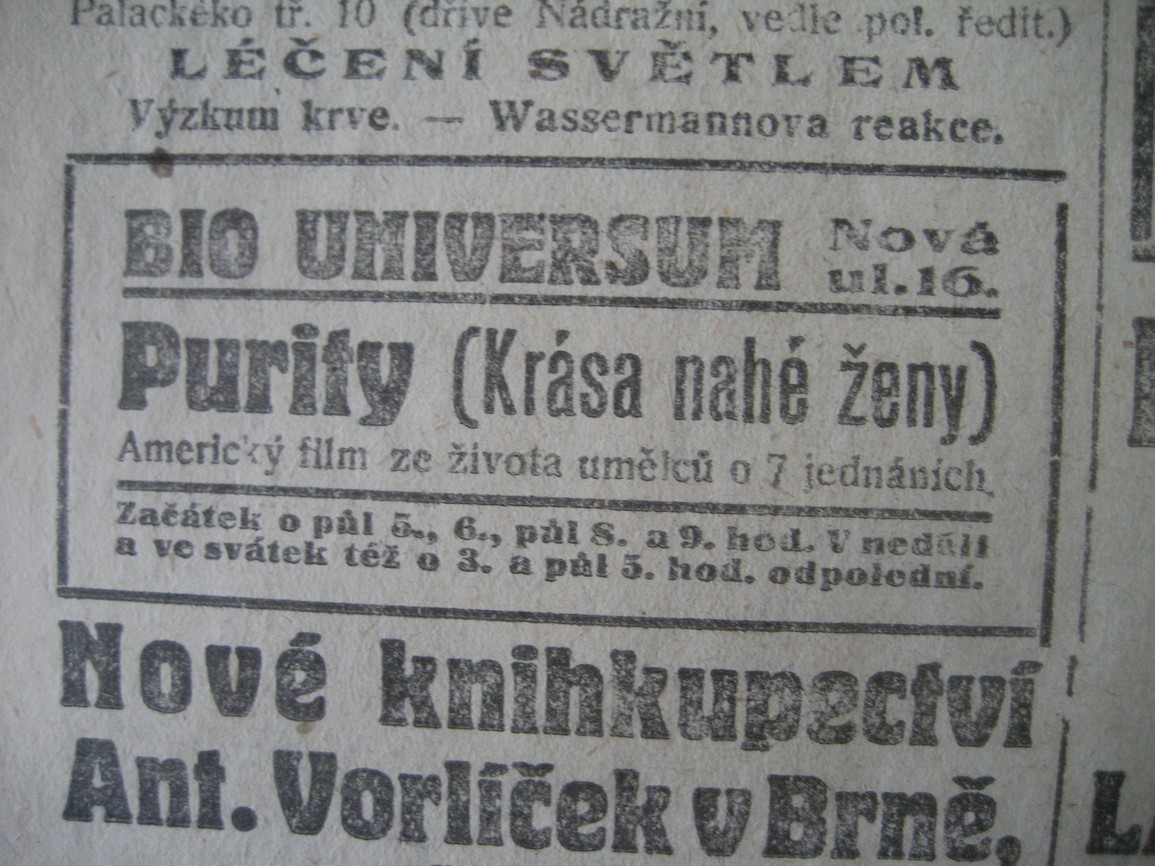 Palackého tř. 10 (dříve Nádražní, vedle pol. ředit.)
LÉČENÍ SVĚTLEM
Výzkum krve. — Wassermannova reakce.
BIO UNIVERSUM Nová
ul. 16.
Purity (Krása nahé ženy)
Americký film ze života umělců o 7 jednáních.
Začátek o půl 5., 6., půl 8. a 9. hod. V neděli
a ve svátek též o 3. a půl 5. hod. odpolední.
Nové knihkupectví
Ant. Vorlíček v Brně.